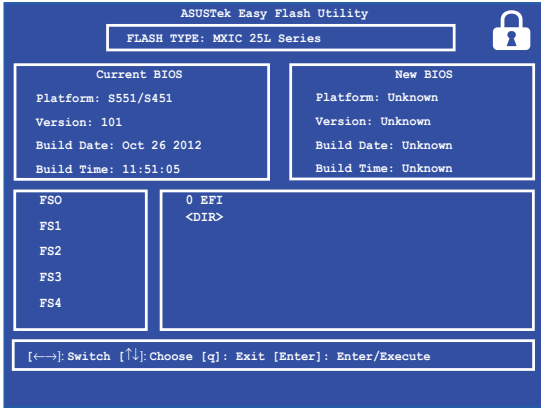 ASUSTek Easy Flash Utility
FLASH TYPE: MXIC 25L Series
Current BIOS
Platform: S551/S451
Version: 101
Build Date: Oct 26 2012
Build Time: 11:51:05
New BIOS
Platform: Unknown
Version: Unknown
Build Date: Unknown
Build Time: Unknown
FSO
FS1
FS2
FS3
FS4
0 EFI
<DIR>
[←→]: Switch [↑↓]: Choose [q]: Exit [Enter]: Enter/Execute